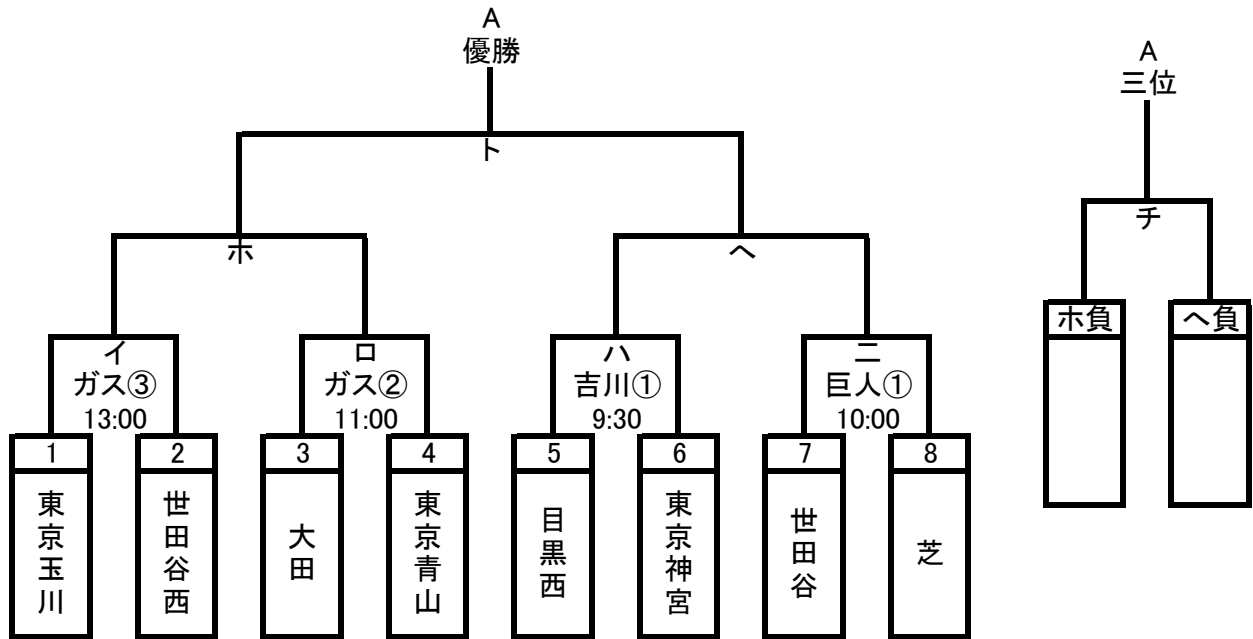 A
優勝
A
三位
ト
チ
ホ
ヘ
ホ負
ヘ負
イ
ガス③
13:00
ロ
ガス②
11:00
ハ
吉川①
9:30
ニ
巨人①
10:00
1
2
3
4
5
6
7
8
東京玉川
世田谷西
大田
東京青山
目黒西
東京神宮
世田谷
芝